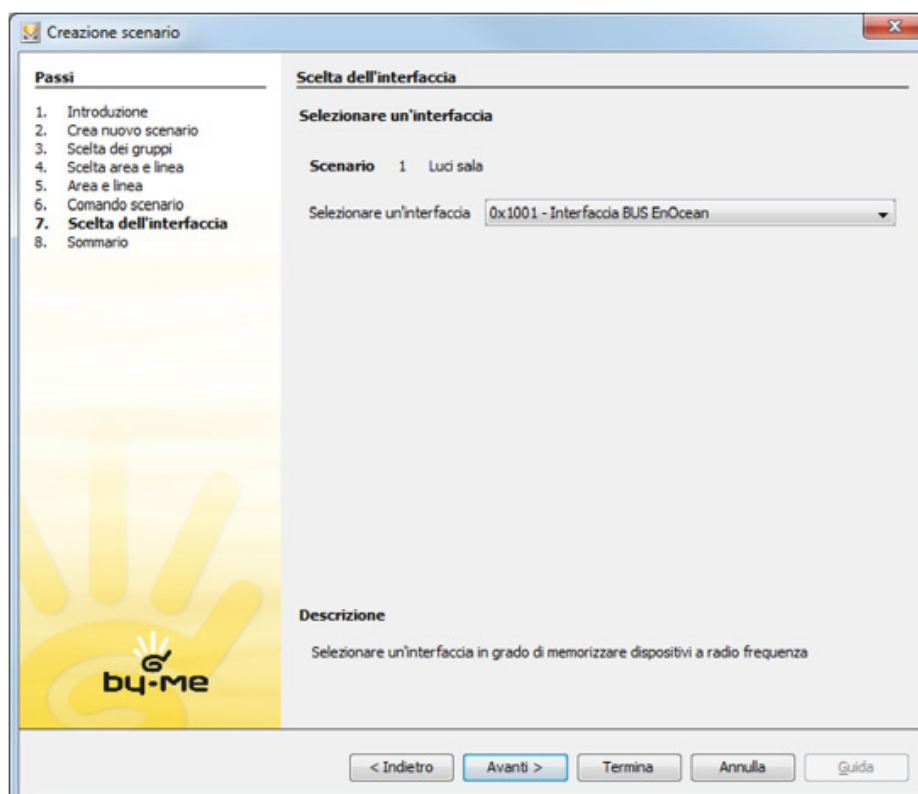 Creazione scenario
Passi
1. Introduzione
2. Crea nuovo scenario
3. Scelta dei gruppi
4. Scelta area e linea
5. Area e linea
6. Comando scenario
7. Scelta dell'interfaccia
8. Sommario
by-me
Scelta dell'interfaccia
Selezionare un'interfaccia
Scenario 1 Luci sala
Selezionare un'interfaccia 0x1001 - Interfaccia BUS EnOcean
Descrizione
Selezionare un'interfaccia in grado di memorizzare dispositivi a radio frequenza
< Indietro Avanti > Termina Annulla Guida